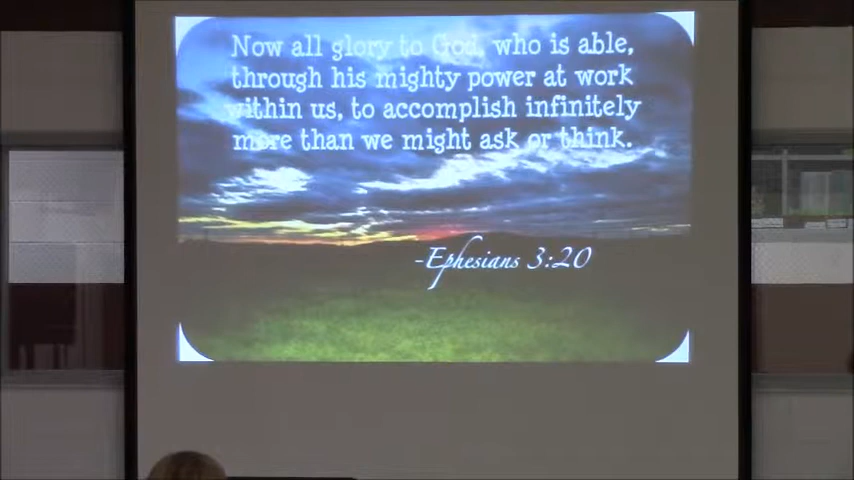 Now all glory to God, who is able,
through his mighty power at work
within us, to accomplish infinitely
more than we might ask or think.
-Ephesians 3:20